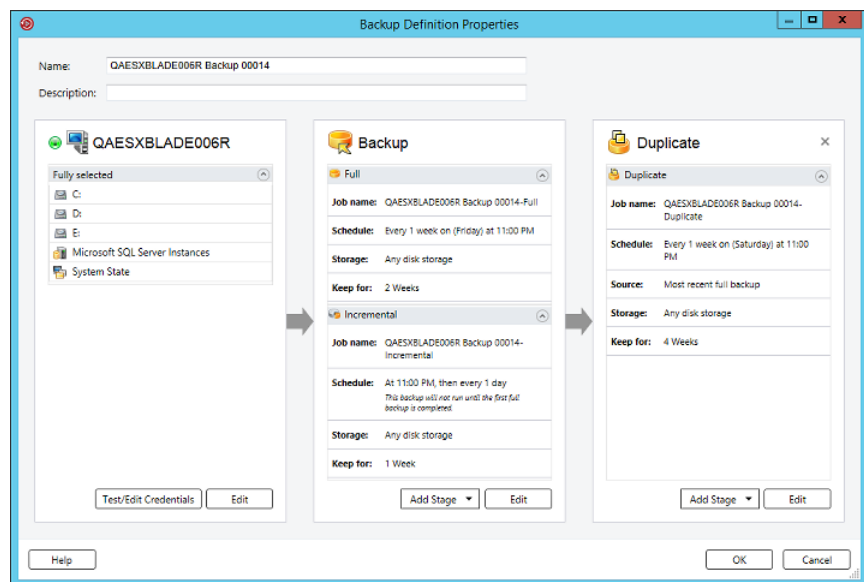 Backup Definition Properties
Name: QAESXBLADE006R Backup 00014
Description:
QAESXBLADE006R
Fully selected
C:
D:
E:
Microsoft SQL Server Instances
System State
Test/Edit Credentials
Edit
Backup
Full
Job name: QAESXBLADE006R Backup 00014-Full
Schedule: Every 1 week on (Friday) at 11:00 PM
Storage: Any disk storage
Keep for: 2 Weeks
Incremental
Job name: QAESXBLADE006R Backup 00014-
Incremental
Schedule: At 11:00 PM, then every 1 day
This backup will not run until the first full
backup is completed.
Storage: Any disk storage
Keep for: 1 Week
Add Stage
Edit
Duplicate
Duplicate
Job name: QAESXBLADE006R Backup 00014-
Duplicate
Schedule: Every 1 week on (Saturday) at 11:00
PM
Source: Most recent full backup
Storage: Any disk storage
Keep for: 4 Weeks
Add Stage
Edit
Help
OK
Cancel